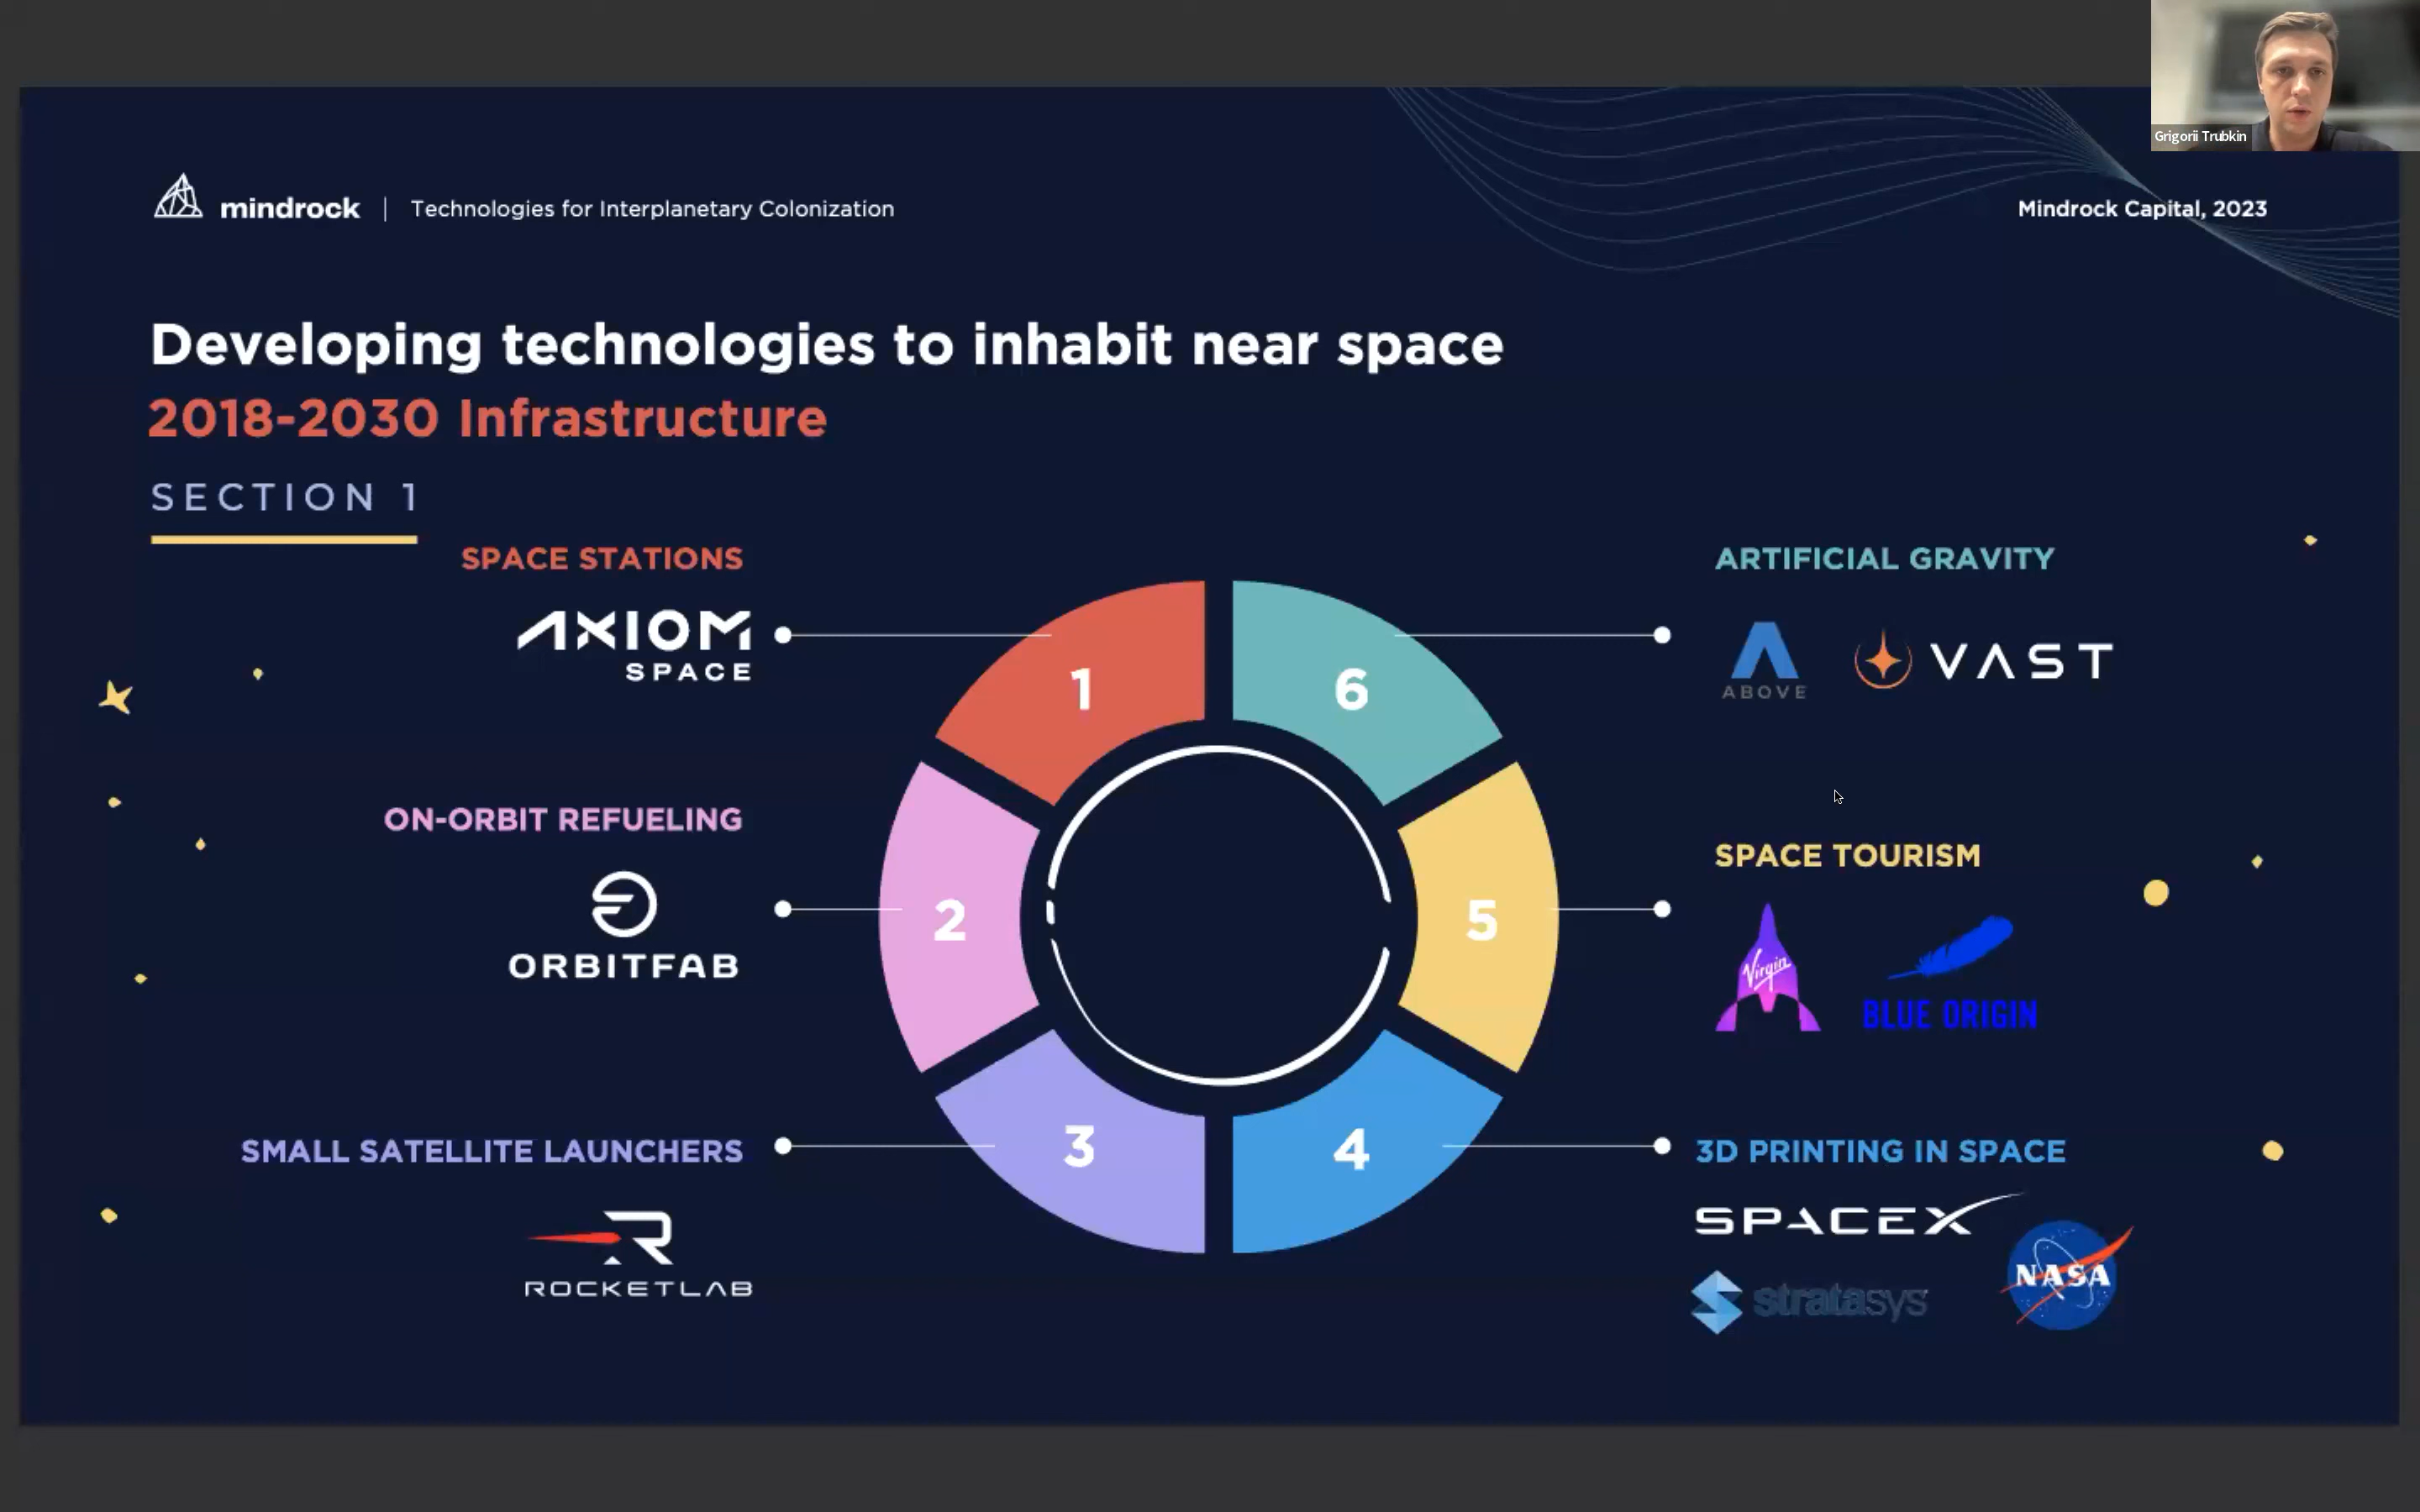 Grigorii Trubkin
mindrock | Technologies for Interplanetary Colonization
Mindrock Capital, 2023
Developing technologies to inhabit near space
2018-2030 Infrastructure
SECTION 1
SPACE STATIONS
AXIOM
SPACE
1
6
ARTIFICIAL GRAVITY
ABOVE
VAST
ON-ORBIT REFUELING
ORBITFAB
2
5
SPACE TOURISM
Virgin
BLUE ORIGIN
SMALL SATELLITE LAUNCHERS
ROCKETLAB
3
4
3D PRINTING IN SPACE
SPACEX
NASA
stratasys